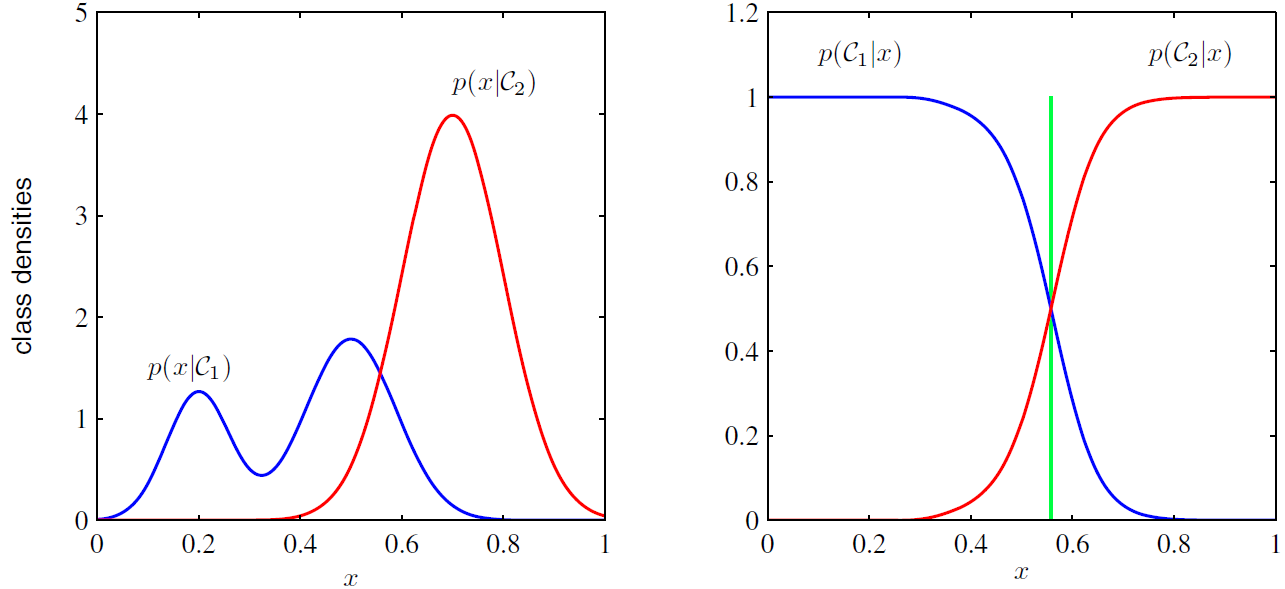 5
4
3
2
1
0
class densities
p(x|C₁)
p(x|C₂)
0 0.2 0.4 0.6 0.8 1
x
1.2
1
0.8
0.6
0.4
0.2
0
p(C₁|x) p(C₂|x)
0 0.2 0.4 0.6 0.8 1
x